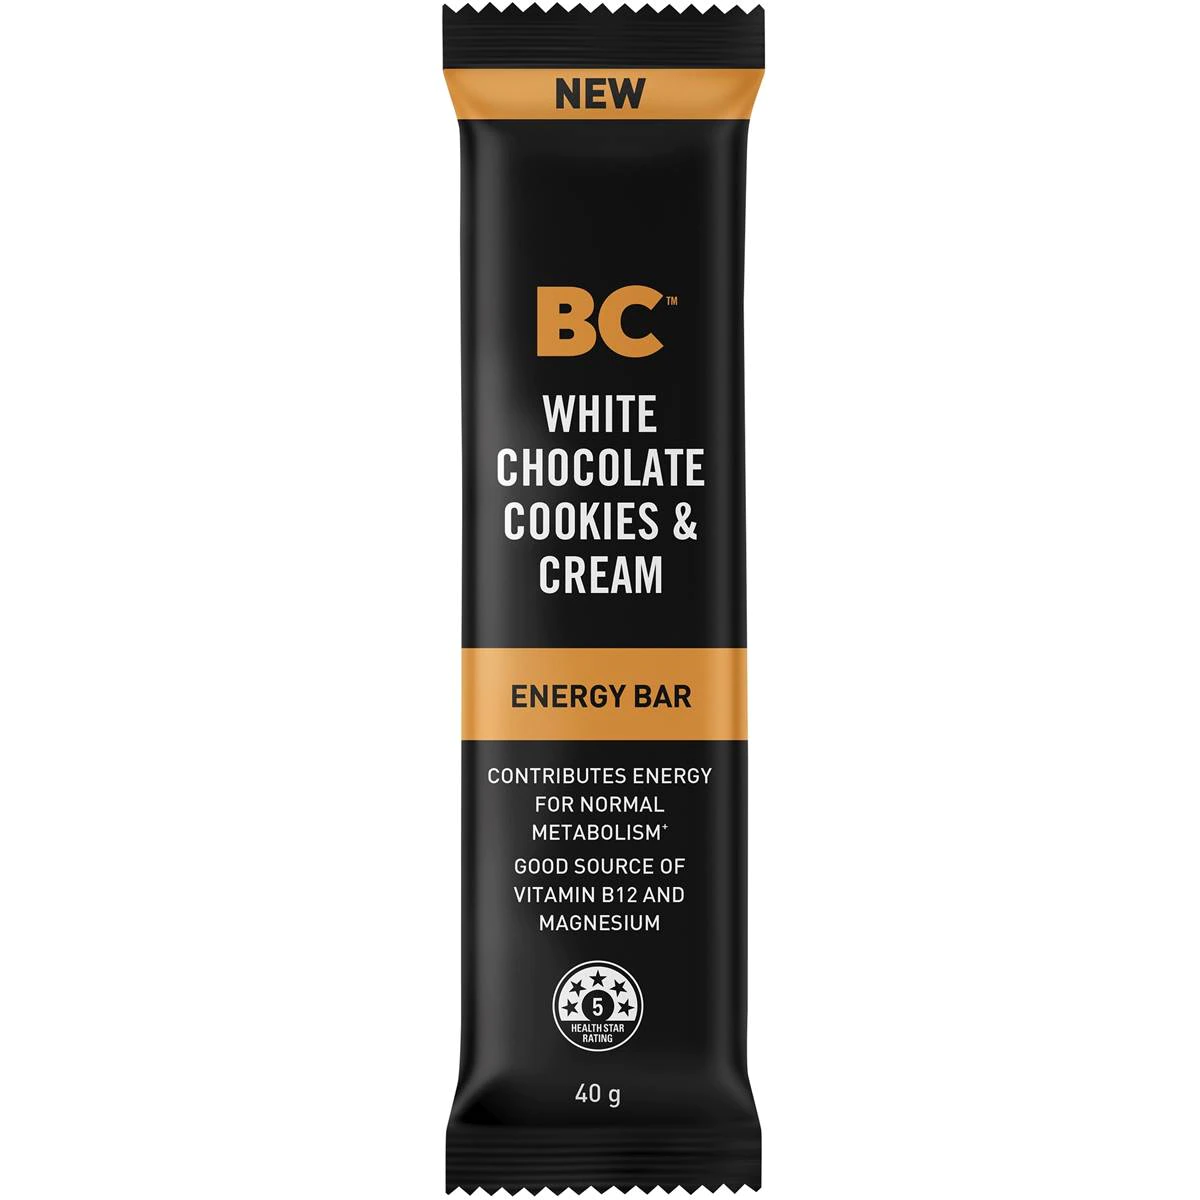 NEW
BC™
WHITE
CHOCOLATE
COOKIES &
CREAM
ENERGY BAR
CONTRIBUTES ENERGY
FOR NORMAL
METABOLISM⁺
GOOD SOURCE OF
VITAMIN B12 AND
MAGNESIUM
5
HEALTH STAR
RATING
40 g